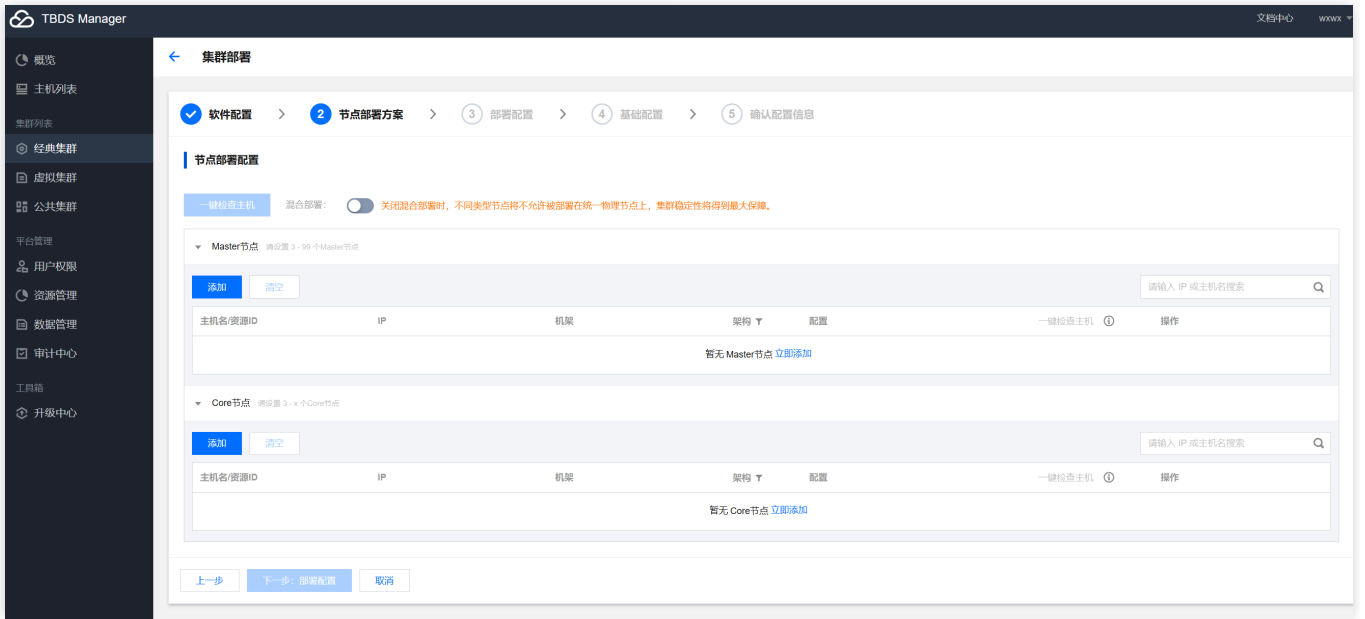 TBDS Manager
文档中心 wxwx
概览
主机列表
集群列表
经典集群
虚拟集群
公共集群
平台管理
用户权限
资源管理
数据管理
审计中心
工具箱
升级中心
集群部署
软件配置 2 节点部署方案 3 部署配置 4 基础配置 5 确认配置信息
节点部署配置
一键检查主机 混合部署: 关闭混合部署时，不同类型节点将不允许被部署在统一物理节点上，集群稳定性将得到最大保障。
Master节点 请设置 3 - 99 个Master节点
添加 清空 请输入 IP 或主机名搜索
主机名/资源ID IP 机架 架构 配置 一键检查主机 操作
暂无 Master节点 立即添加
Core节点 请设置 3 - x 个Core节点
添加 清空 请输入 IP 或主机名搜索
主机名/资源ID IP 机架 架构 配置 一键检查主机 操作
暂无 Core节点 立即添加
上一步 下一步：部署配置 取消